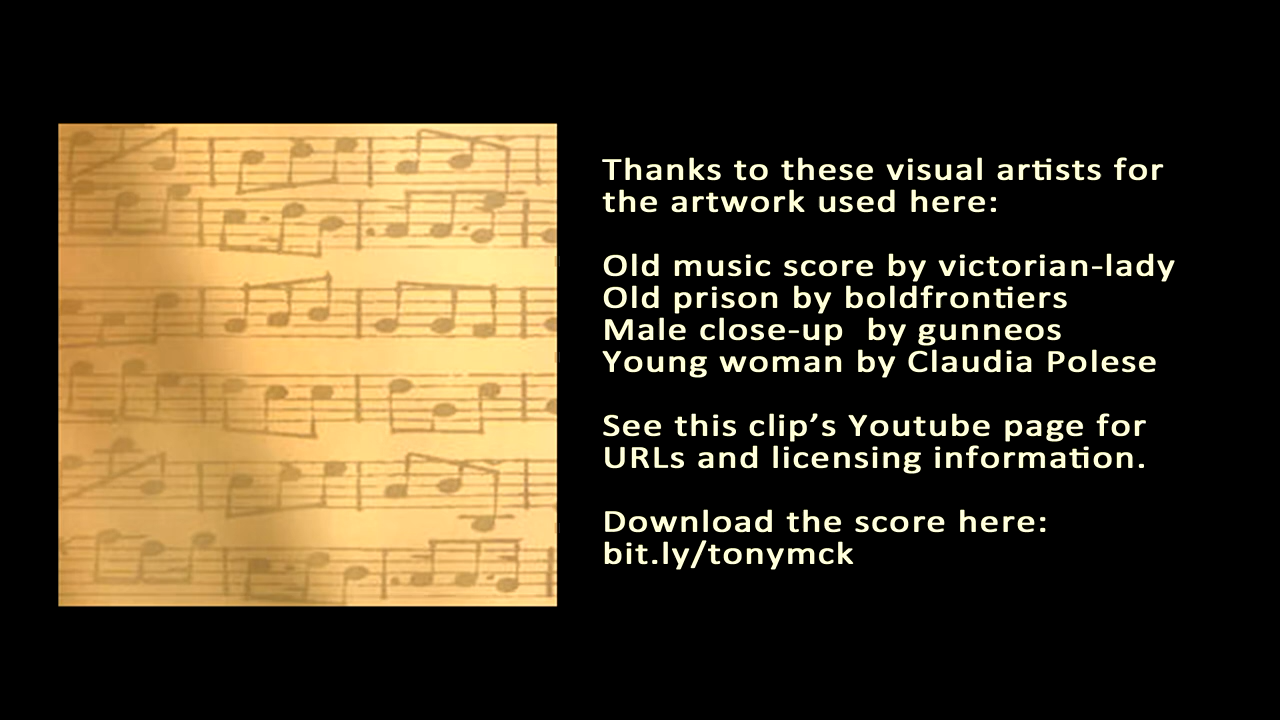 Thanks to these visual artists for
the artwork used here:
Old music score by victorian-lady
Old prison by boldfrontiers
Male close-up  by gunneos
Young woman by Claudia Polese
See this clip’s Youtube page for
URLs and licensing information.
Download the score here:
bit.ly/tonymck